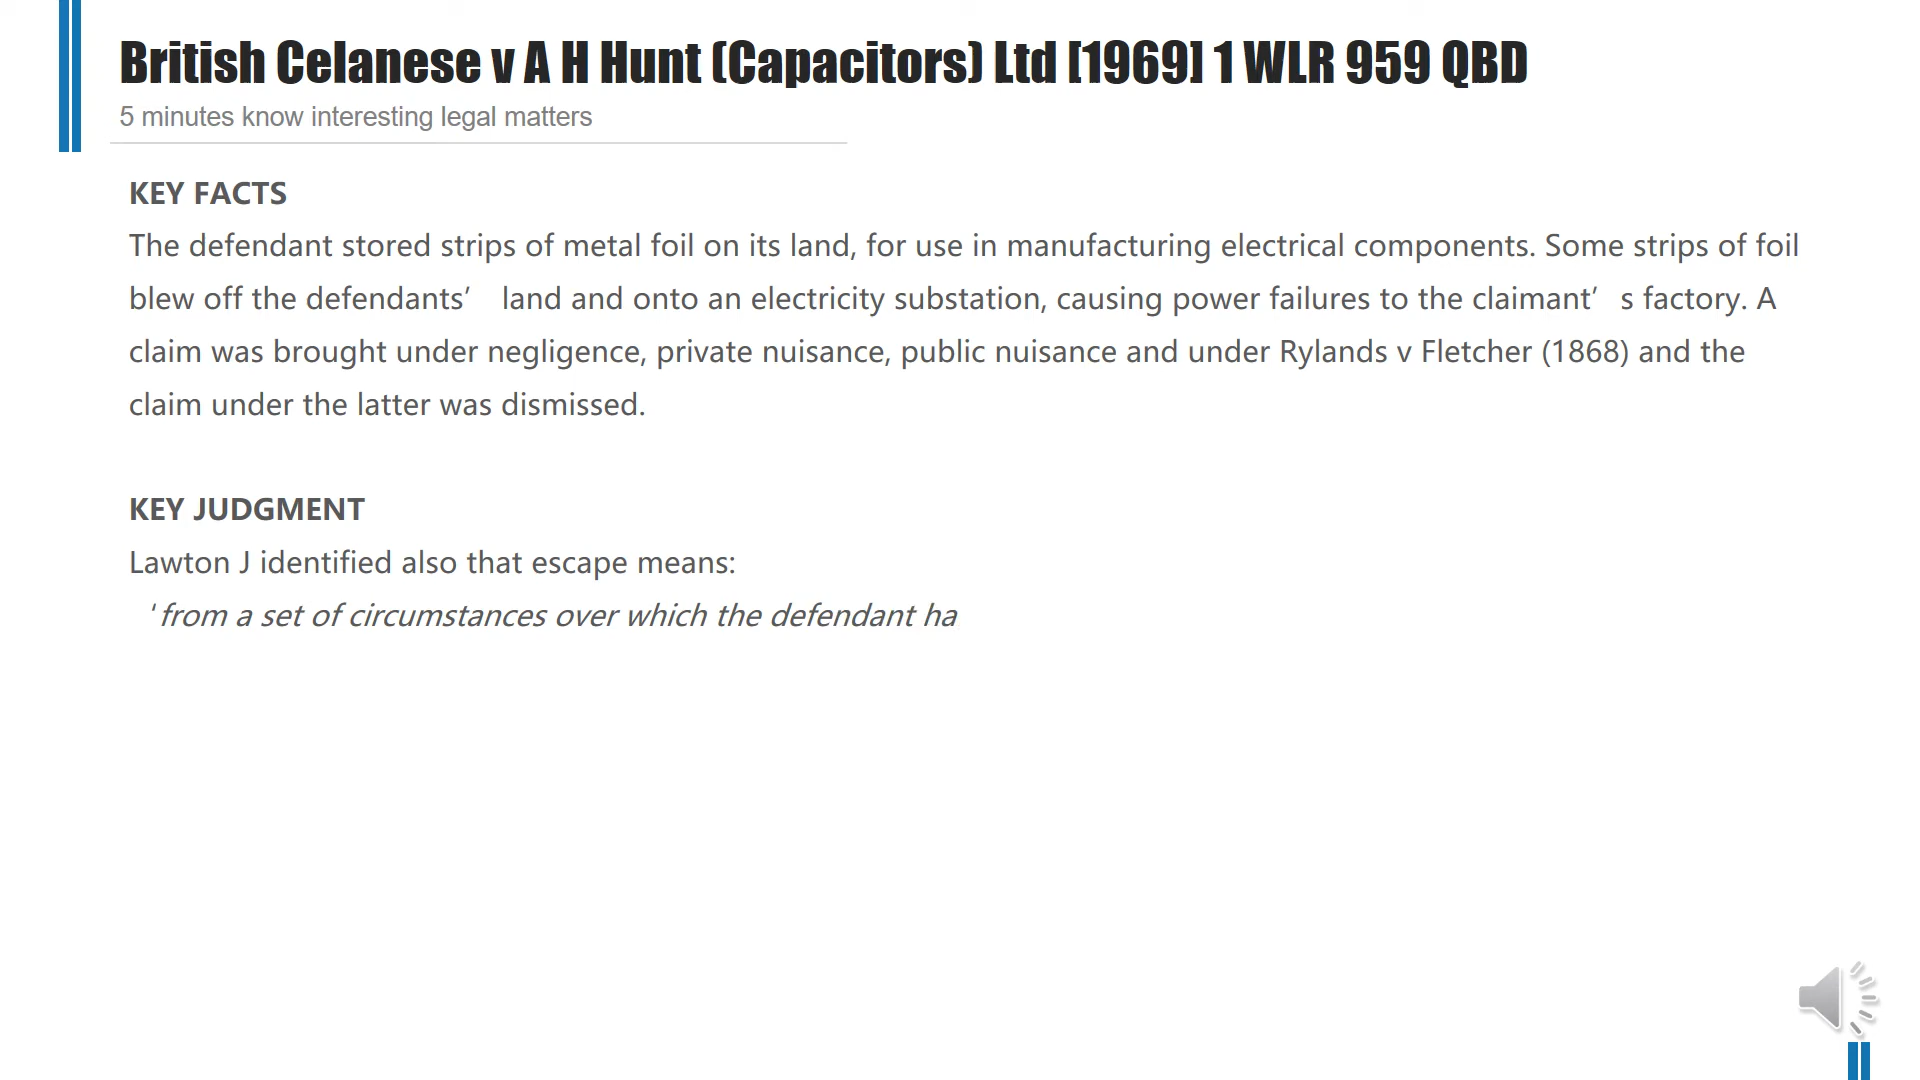 British Celanese v A H Hunt (Capacitors) Ltd [1969] 1 WLR 959 QBD
5 minutes know interesting legal matters
KEY FACTS
The defendant stored strips of metal foil on its land, for use in manufacturing electrical components. Some strips of foil
blew off the defendants’ land and onto an electricity substation, causing power failures to the claimant’s factory. A
claim was brought under negligence, private nuisance, public nuisance and under Rylands v Fletcher (1868) and the
claim under the latter was dismissed.
KEY JUDGMENT
Lawton J identified also that escape means:
'from a set of circumstances over which the defendant ha